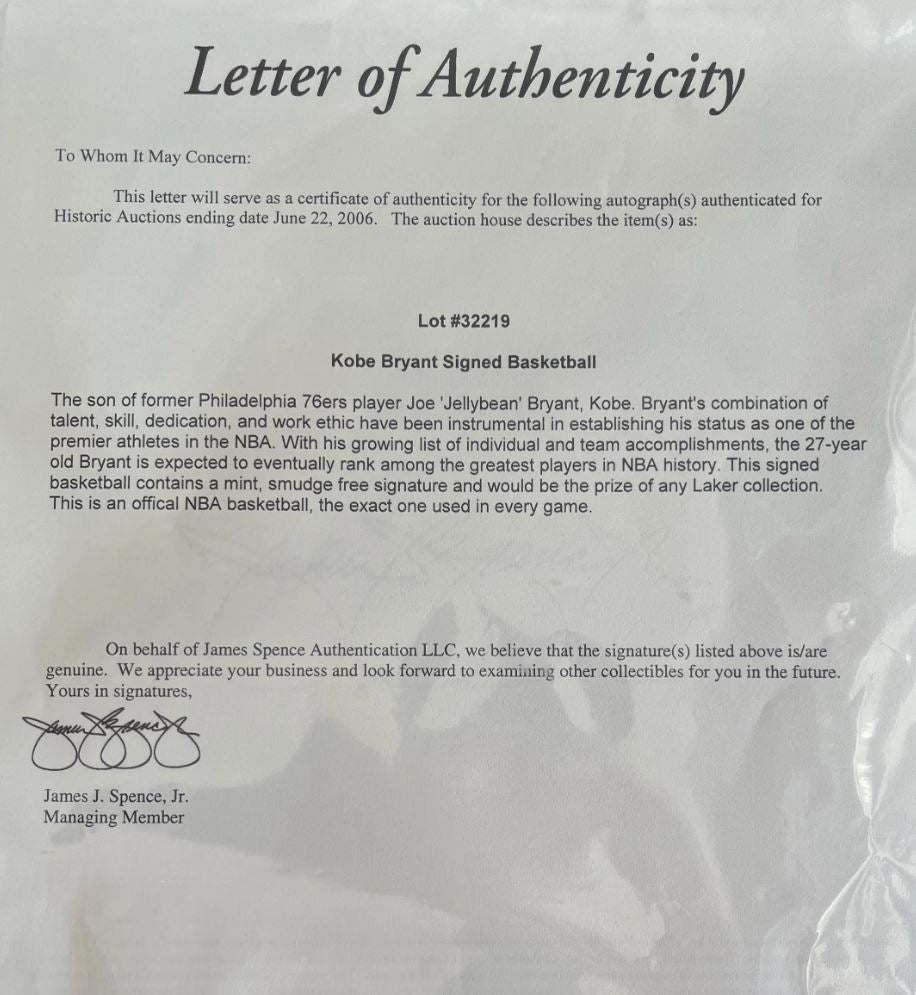 Letter of Authenticity
To Whom It May Concern:
This letter will serve as a certificate of authenticity for the following autograph(s) authenticated for
Historic Auctions ending date June 22, 2006. The auction house describes the item(s) as:
Lot #32219
Kobe Bryant Signed Basketball
The son of former Philadelphia 76ers player Joe 'Jellybean' Bryant, Kobe. Bryant's combination of
talent, skill, dedication, and work ethic have been instrumental in establishing his status as one of the
premier athletes in the NBA. With his growing list of individual and team accomplishments, the 27-year
old Bryant is expected to eventually rank among the greatest players in NBA history. This signed
basketball contains a mint, smudge free signature and would be the prize of any Laker collection.
This is an offical NBA basketball, the exact one used in every game.
On behalf of James Spence Authentication LLC, we believe that the signature(s) listed above is/are
genuine. We appreciate your business and look forward to examining other collectibles for you in the future.
Yours in signatures,
James J. Spence, Jr.
James J. Spence, Jr.
Managing Member